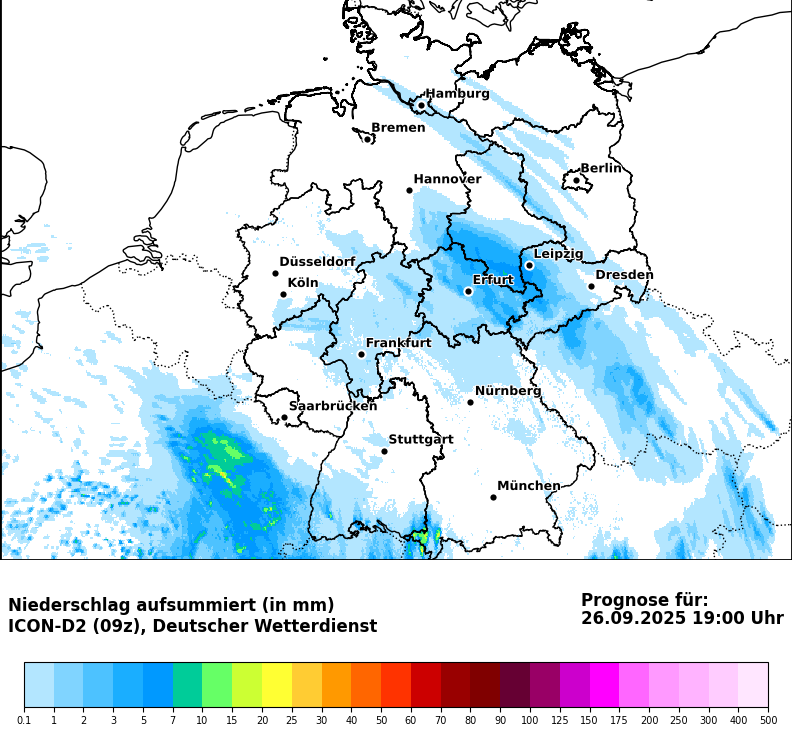 Hamburg
Bremen
Berlin
Hannover
Düsseldorf
Leipzig
Köln
Erfurt
Dresden
Frankfurt
Nürnberg
Saarbrücken
Stuttgart
München
Niederschlag aufsummiert (in mm)
ICON-D2 (09z), Deutscher Wetterdienst
Prognose für:
26.09.2025 19:00 Uhr
0.1 1 2 3 5 7 10 15 20 25 30 40 50 60 70 80 90 100 125 150 175 200 250 300 400 500